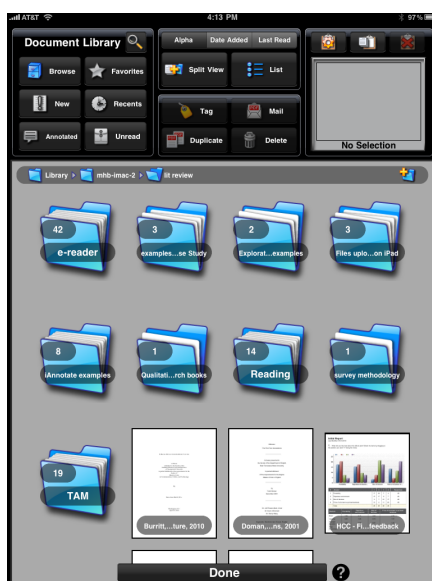 AT&T 4:13 PM 97%
Document Library
Alpha Date Added Last Read
Browse Favorites
Split View List
New Recents
Tag Mail
Annotated Unread
Duplicate Delete
No Selection
Library mhb-imac-2 lit review
42 3 2 3
e-reader examples...se Study Explorat...examples Files uplo...on iPad
8 1 14 1
iAnnotate examples Qualitati...rch books Reading survey methodology
19
TAM Burritt,...ture, 2010 Doman,...ns, 2001 HCC - Fi...feedback
Done ?